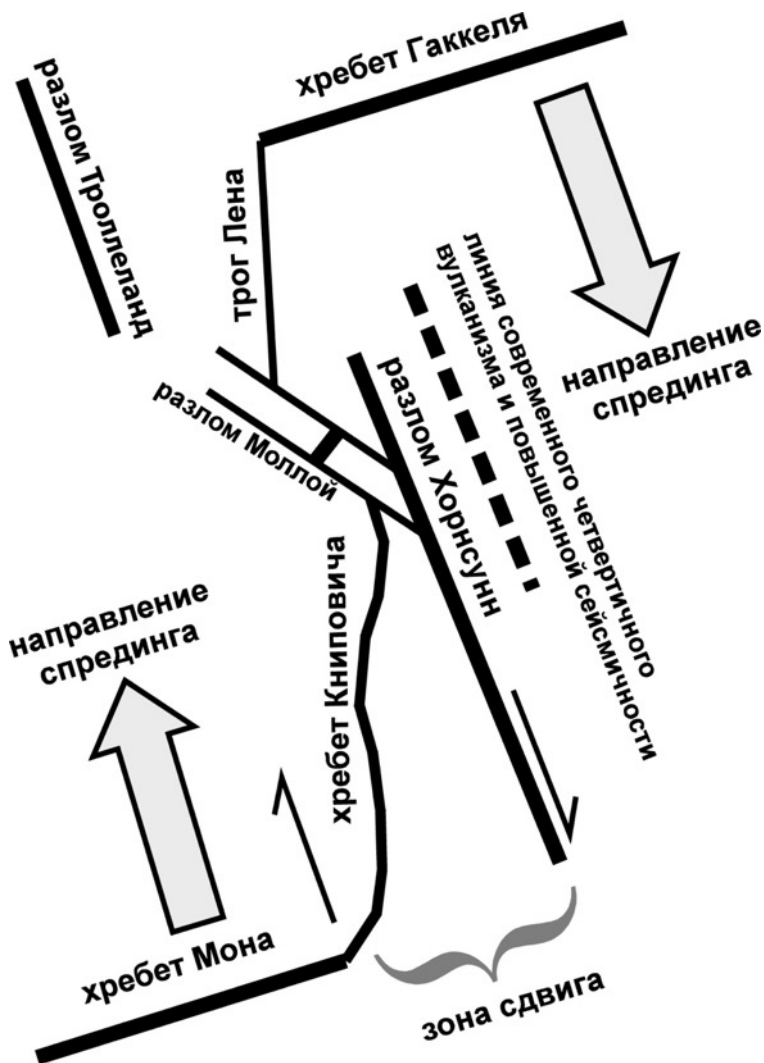 хребет Гаккеля
разлом Троллеланд
трог Лена
линия современного четвертичного
вулканизма и повышенной сейсмичности
направление
спрединга
разлом Моллой
разлом Хорнсунн
хребет Книповича
направление
спрединга
хребет Мона
зона сдвига